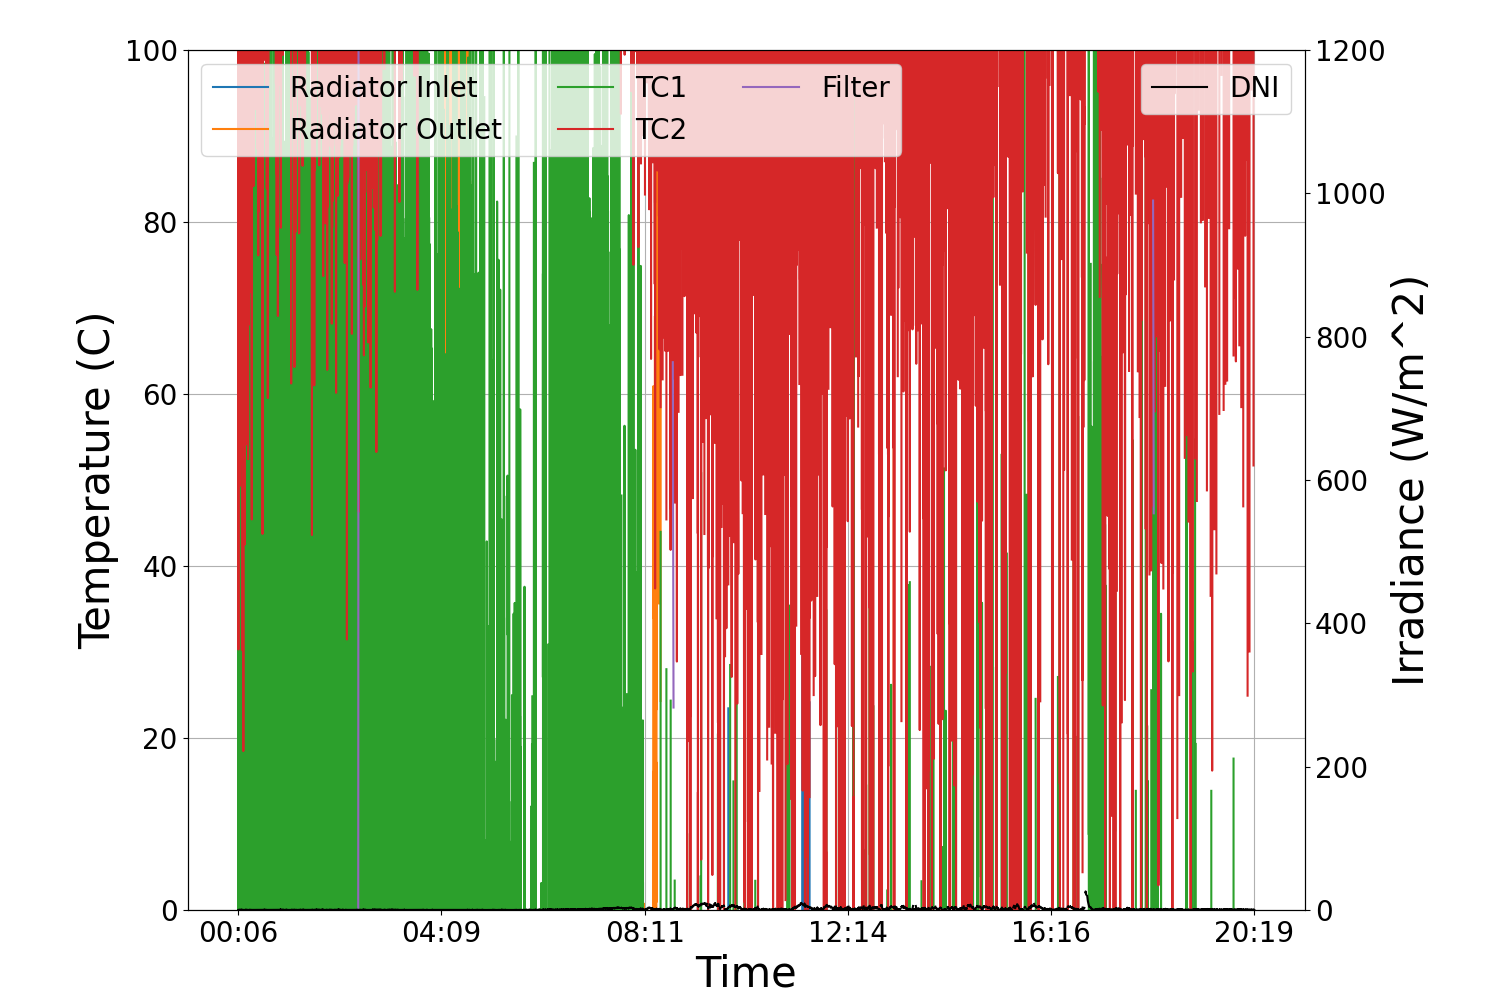 100
80
60
40
20
0
Temperature (C)
Radiator Inlet
Radiator Outlet
TC1
TC2
Filter
DNI
1200
1000
800
600
400
200
0
Irradiance (W/m^2)
00:06 04:09 08:11 12:14 16:16 20:19
Time